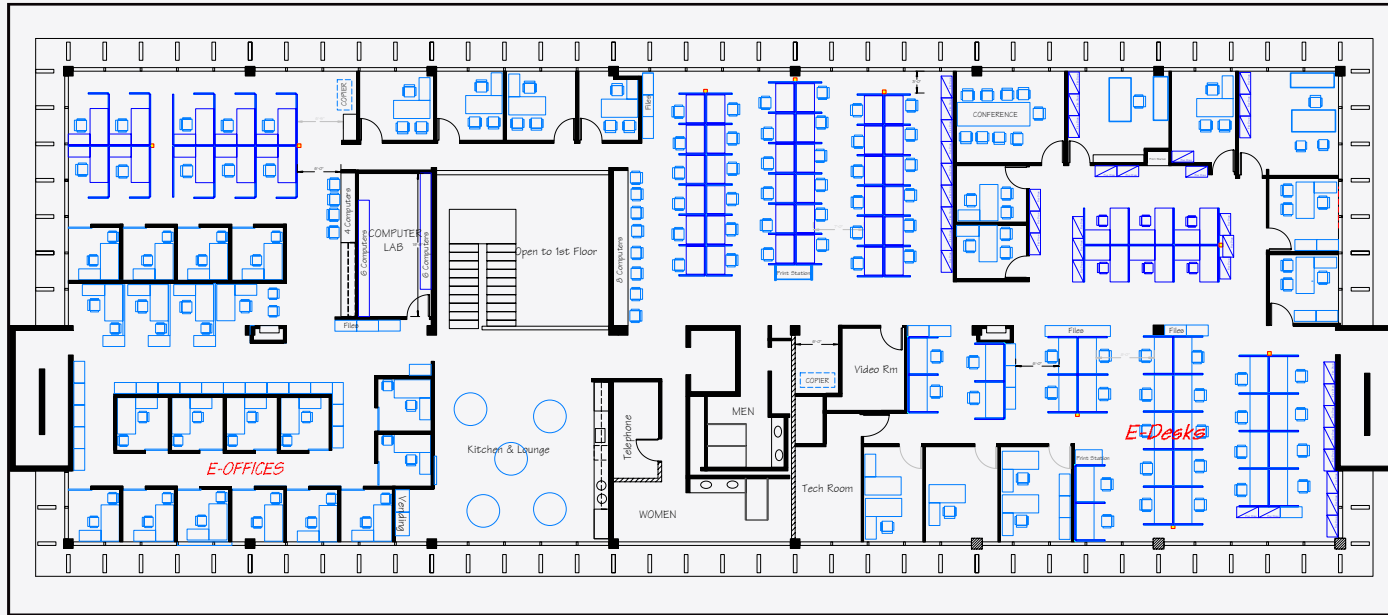 COPIER
Files
CONFERENCE
4 Computers
6 Computers
COMPUTER
LAB
6 Computers
Open to 1st Floor
8 Computers
Print Station
Files
Files
Files
COPIER
Video Rm
MEN
Telephone
Kitchen & Lounge
E-OFFICES
E-Desks
Print Station
Vending
Tech Room
WOMEN